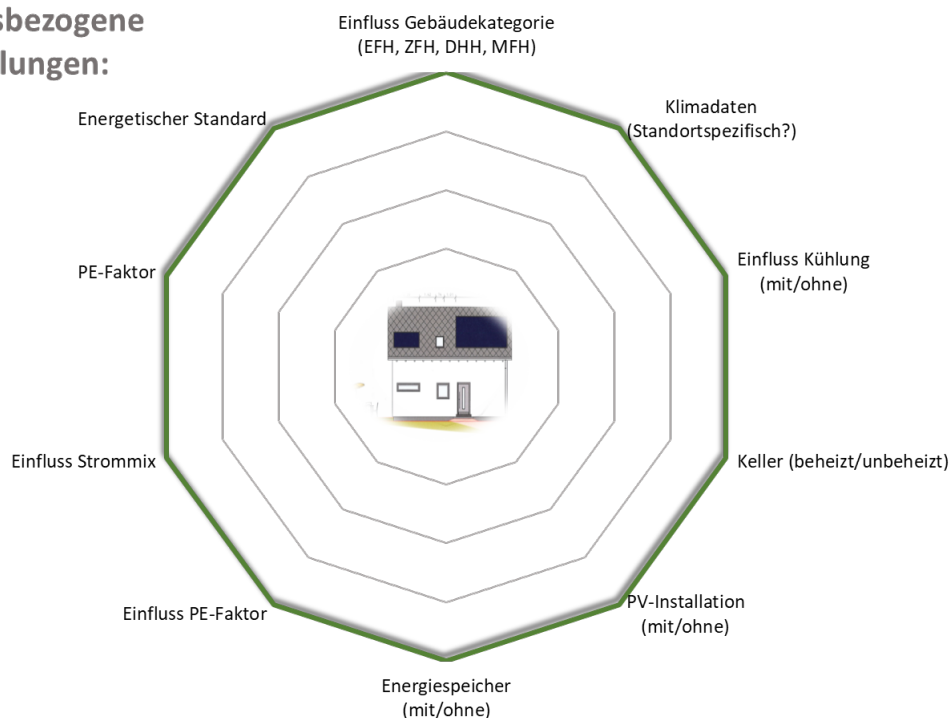 sbezogene
lungen:
Einfluss Gebäudekategorie
(EFH, ZFH, DHH, MFH)
Klimadaten
(Standortspezifisch?)
Energetischer Standard
Einfluss Kühlung
(mit/ohne)
PE-Faktor
Einfluss Strommix
Keller (beheizt/unbeheizt)
PV-Installation
(mit/ohne)
Einfluss PE-Faktor
Energiespeicher
(mit/ohne)